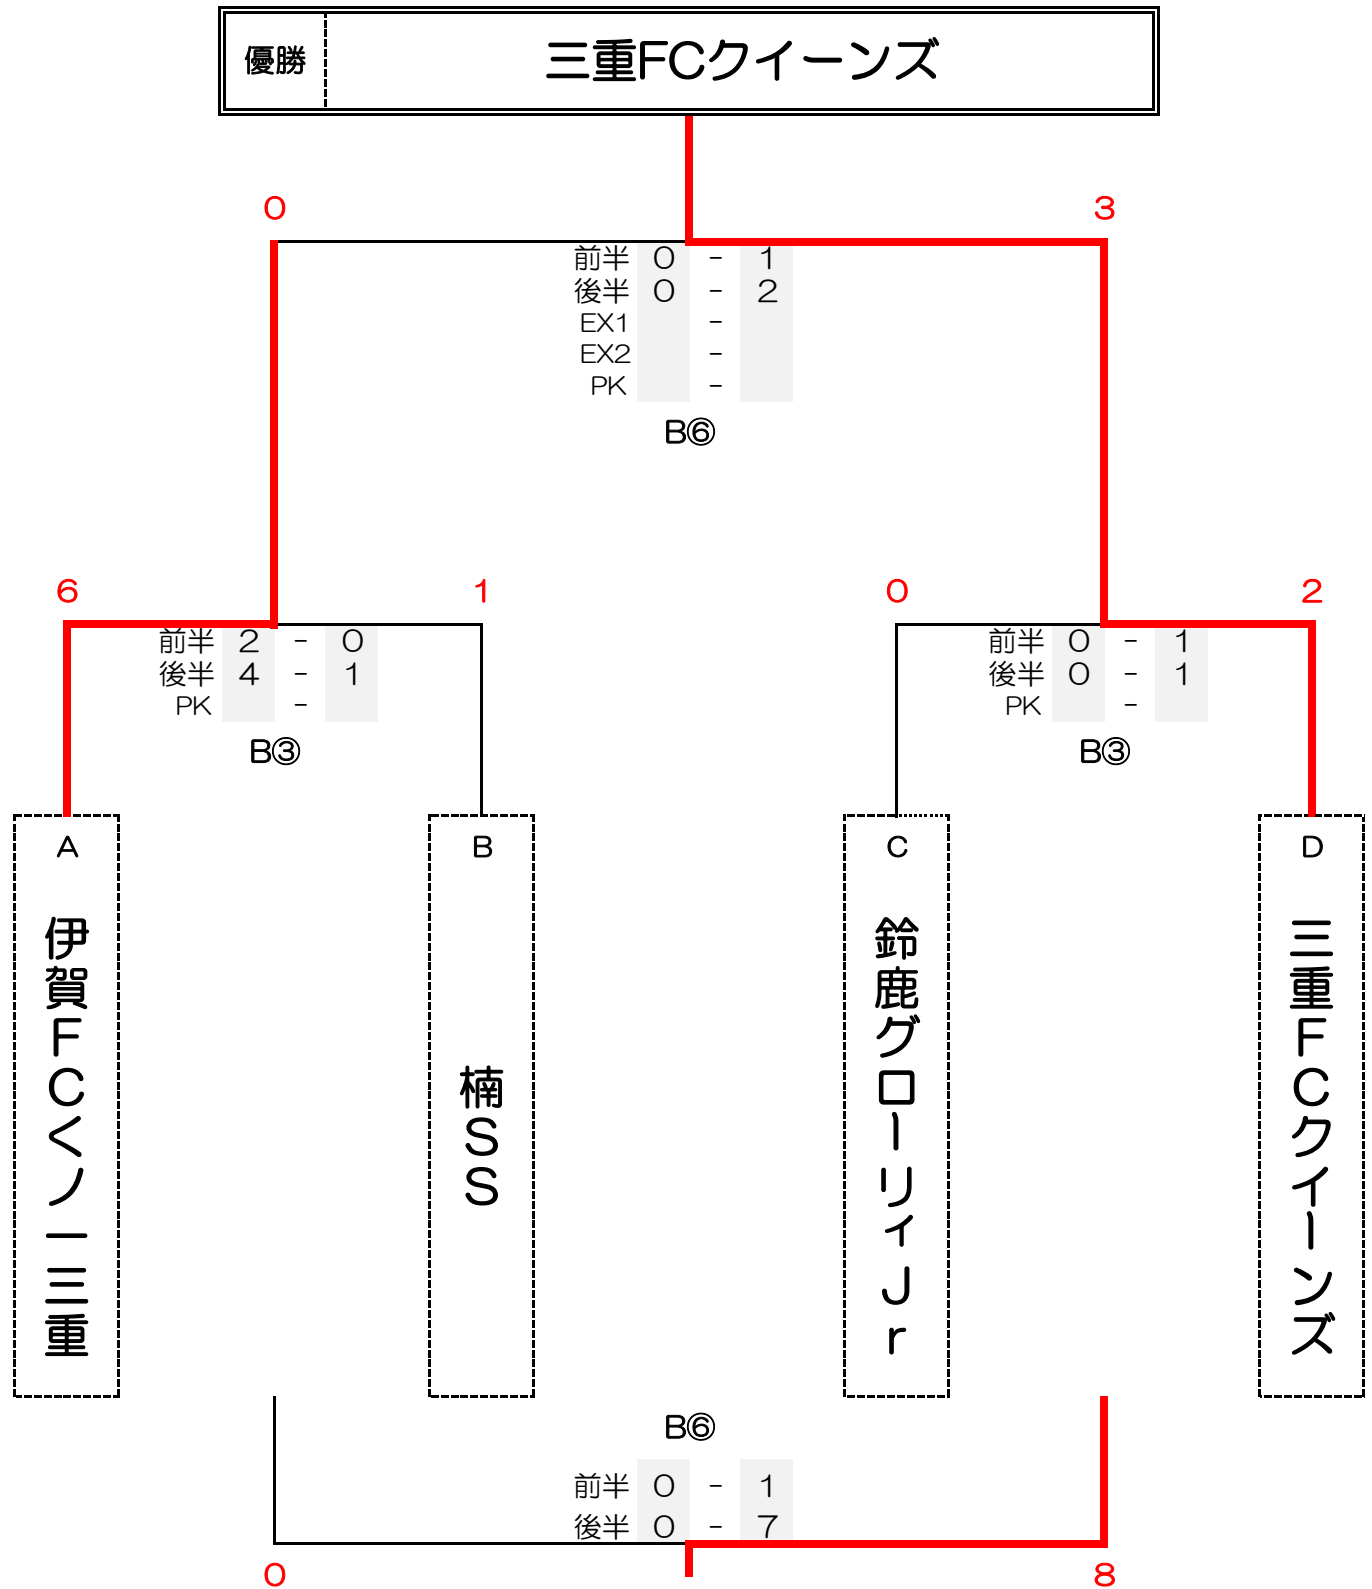 優勝 三重FCクイーンズ
0 3
前半 0 - 1
後半 0 - 2
EX1 -
EX2 -
PK -
B⑥
6 1 0 2
前半 2 - 0 前半 0 - 1
後半 4 - 1 後半 0 - 1
PK - PK -
B③ B③
A B C D
伊賀FCくノ一三重
楠SS
鈴鹿グローリィJr
三重FCクイーンズ
B⑥
前半 0 - 1
後半 0 - 7
0 8